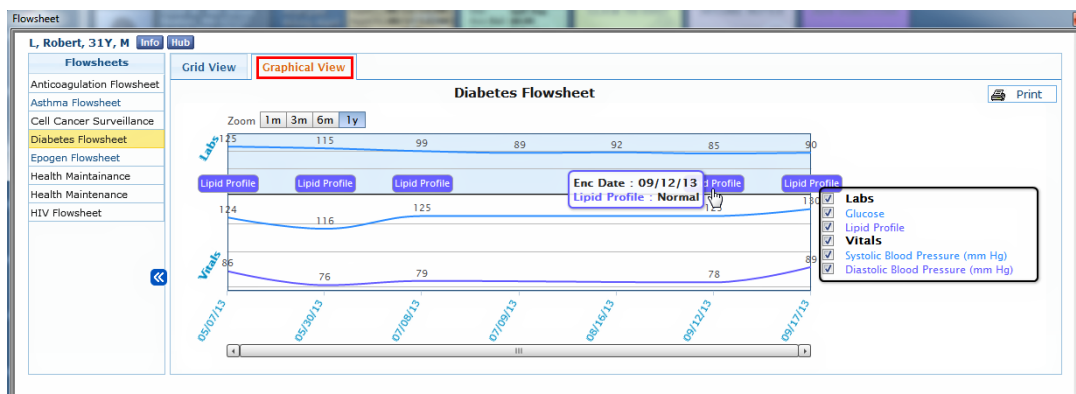 Flowsheet
L, Robert, 31Y, M Info Hub
Flowsheets
Anticoagulation Flowsheet
Asthma Flowsheet
Cell Cancer Surveillance
Diabetes Flowsheet
Epogen Flowsheet
Health Maintainance
Health Maintenance
HIV Flowsheet
Grid View Graphical View
Diabetes Flowsheet
Print
Zoom 1m 3m 6m 1y
Labs
125 115 99 89 92 85 90
Lipid Profile Lipid Profile Lipid Profile d Profile Lipid Profile
Enc Date : 09/12/13
Lipid Profile : Normal
124 116 125 125 130
Vitals
86 76 79 78 89
05/07/13 05/30/13 07/08/13 07/09/13 08/16/13 09/12/13 09/17/13
Labs
Glucose
Lipid Profile
Vitals
Systolic Blood Pressure (mm Hg)
Diastolic Blood Pressure (mm Hg)